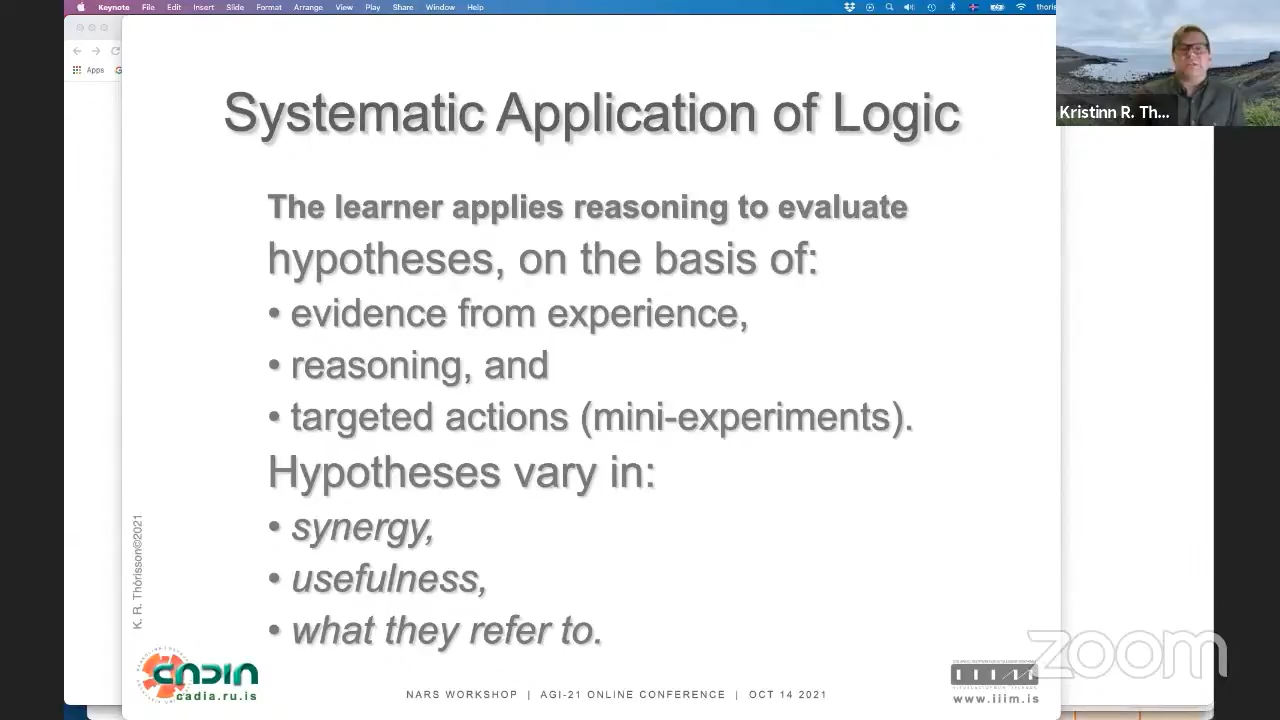 Keynote File Edit Insert Slide Format Arrange View Play Share Window Help
Apps
Systematic Application of Logic
The learner applies reasoning to evaluate
hypotheses, on the basis of:
• evidence from experience,
• reasoning, and
• targeted actions (mini-experiments).
Hypotheses vary in:
• synergy,
• usefulness,
• what they refer to.
K. R. Thórisson©2021
cadia.ru.is
NARS WORKSHOP | AGI-21 ONLINE CONFERENCE | OCT 14 2021
www.iiim.is
Kristinn R. Th...
zoom